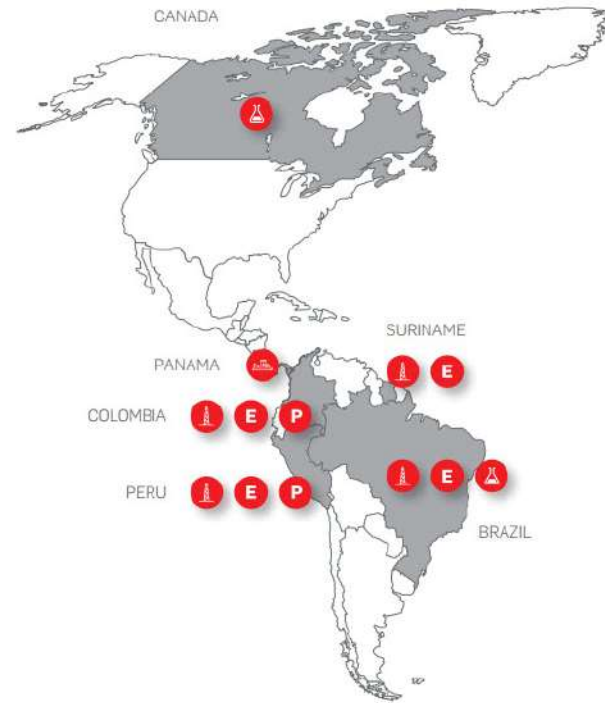 CANADA
SURINAME
PANAMA
E
COLOMBIA E P
PERU E P
E
BRAZIL